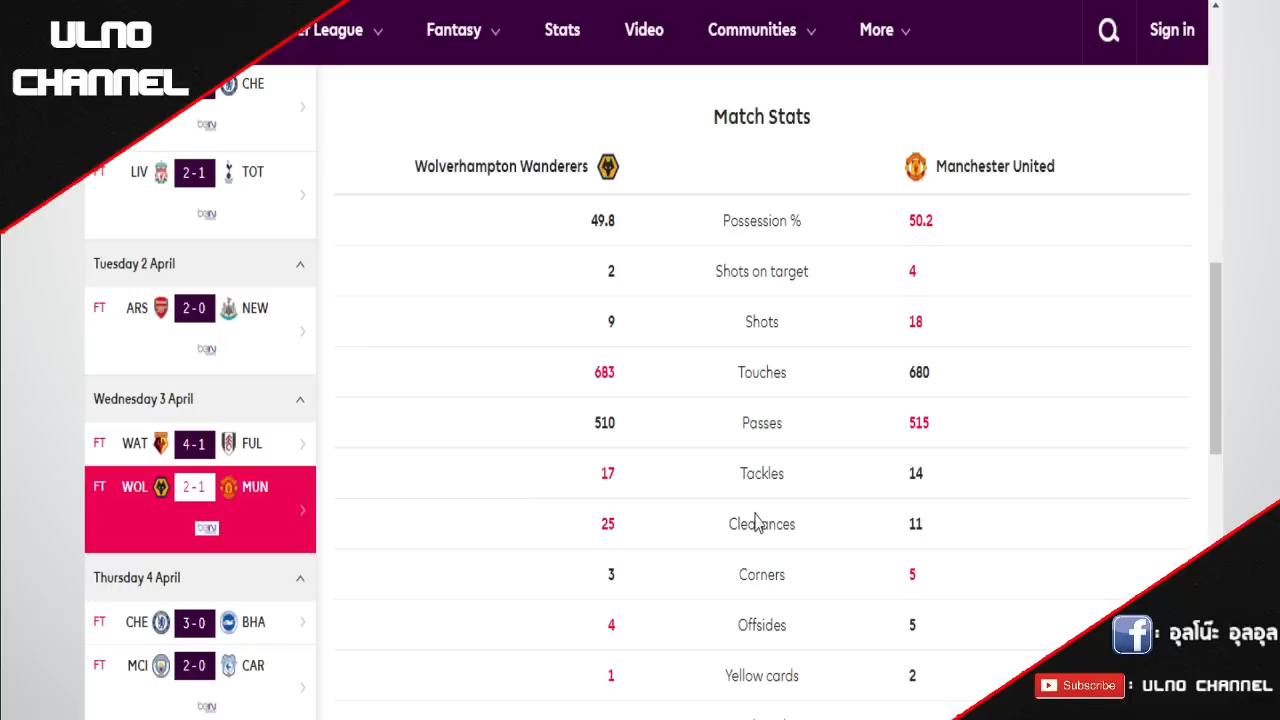 ULNO
CHANNEL
er League
Fantasy
Stats
Video
Communities
More
Sign in
CHE
beIN
FT LIV 2-1 TOT
beIN
Tuesday 2 April
FT ARS 2-0 NEW
beIN
Wednesday 3 April
FT WAT 4-1 FUL
FT WOL 2-1 MUN
beIN
Thursday 4 April
FT CHE 3-0 BHA
FT MCI 2-0 CAR
beIN
Match Stats
Wolverhampton Wanderers Manchester United
49.8 Possession % 50.2
2 Shots on target 4
9 Shots 18
683 Touches 680
510 Passes 515
17 Tackles 14
25 Clearances 11
3 Corners 5
4 Offsides 5
1 Yellow cards 2
f : อุลโน๊ะ อุลอุล
Subscribe : ULNO CHANNEL